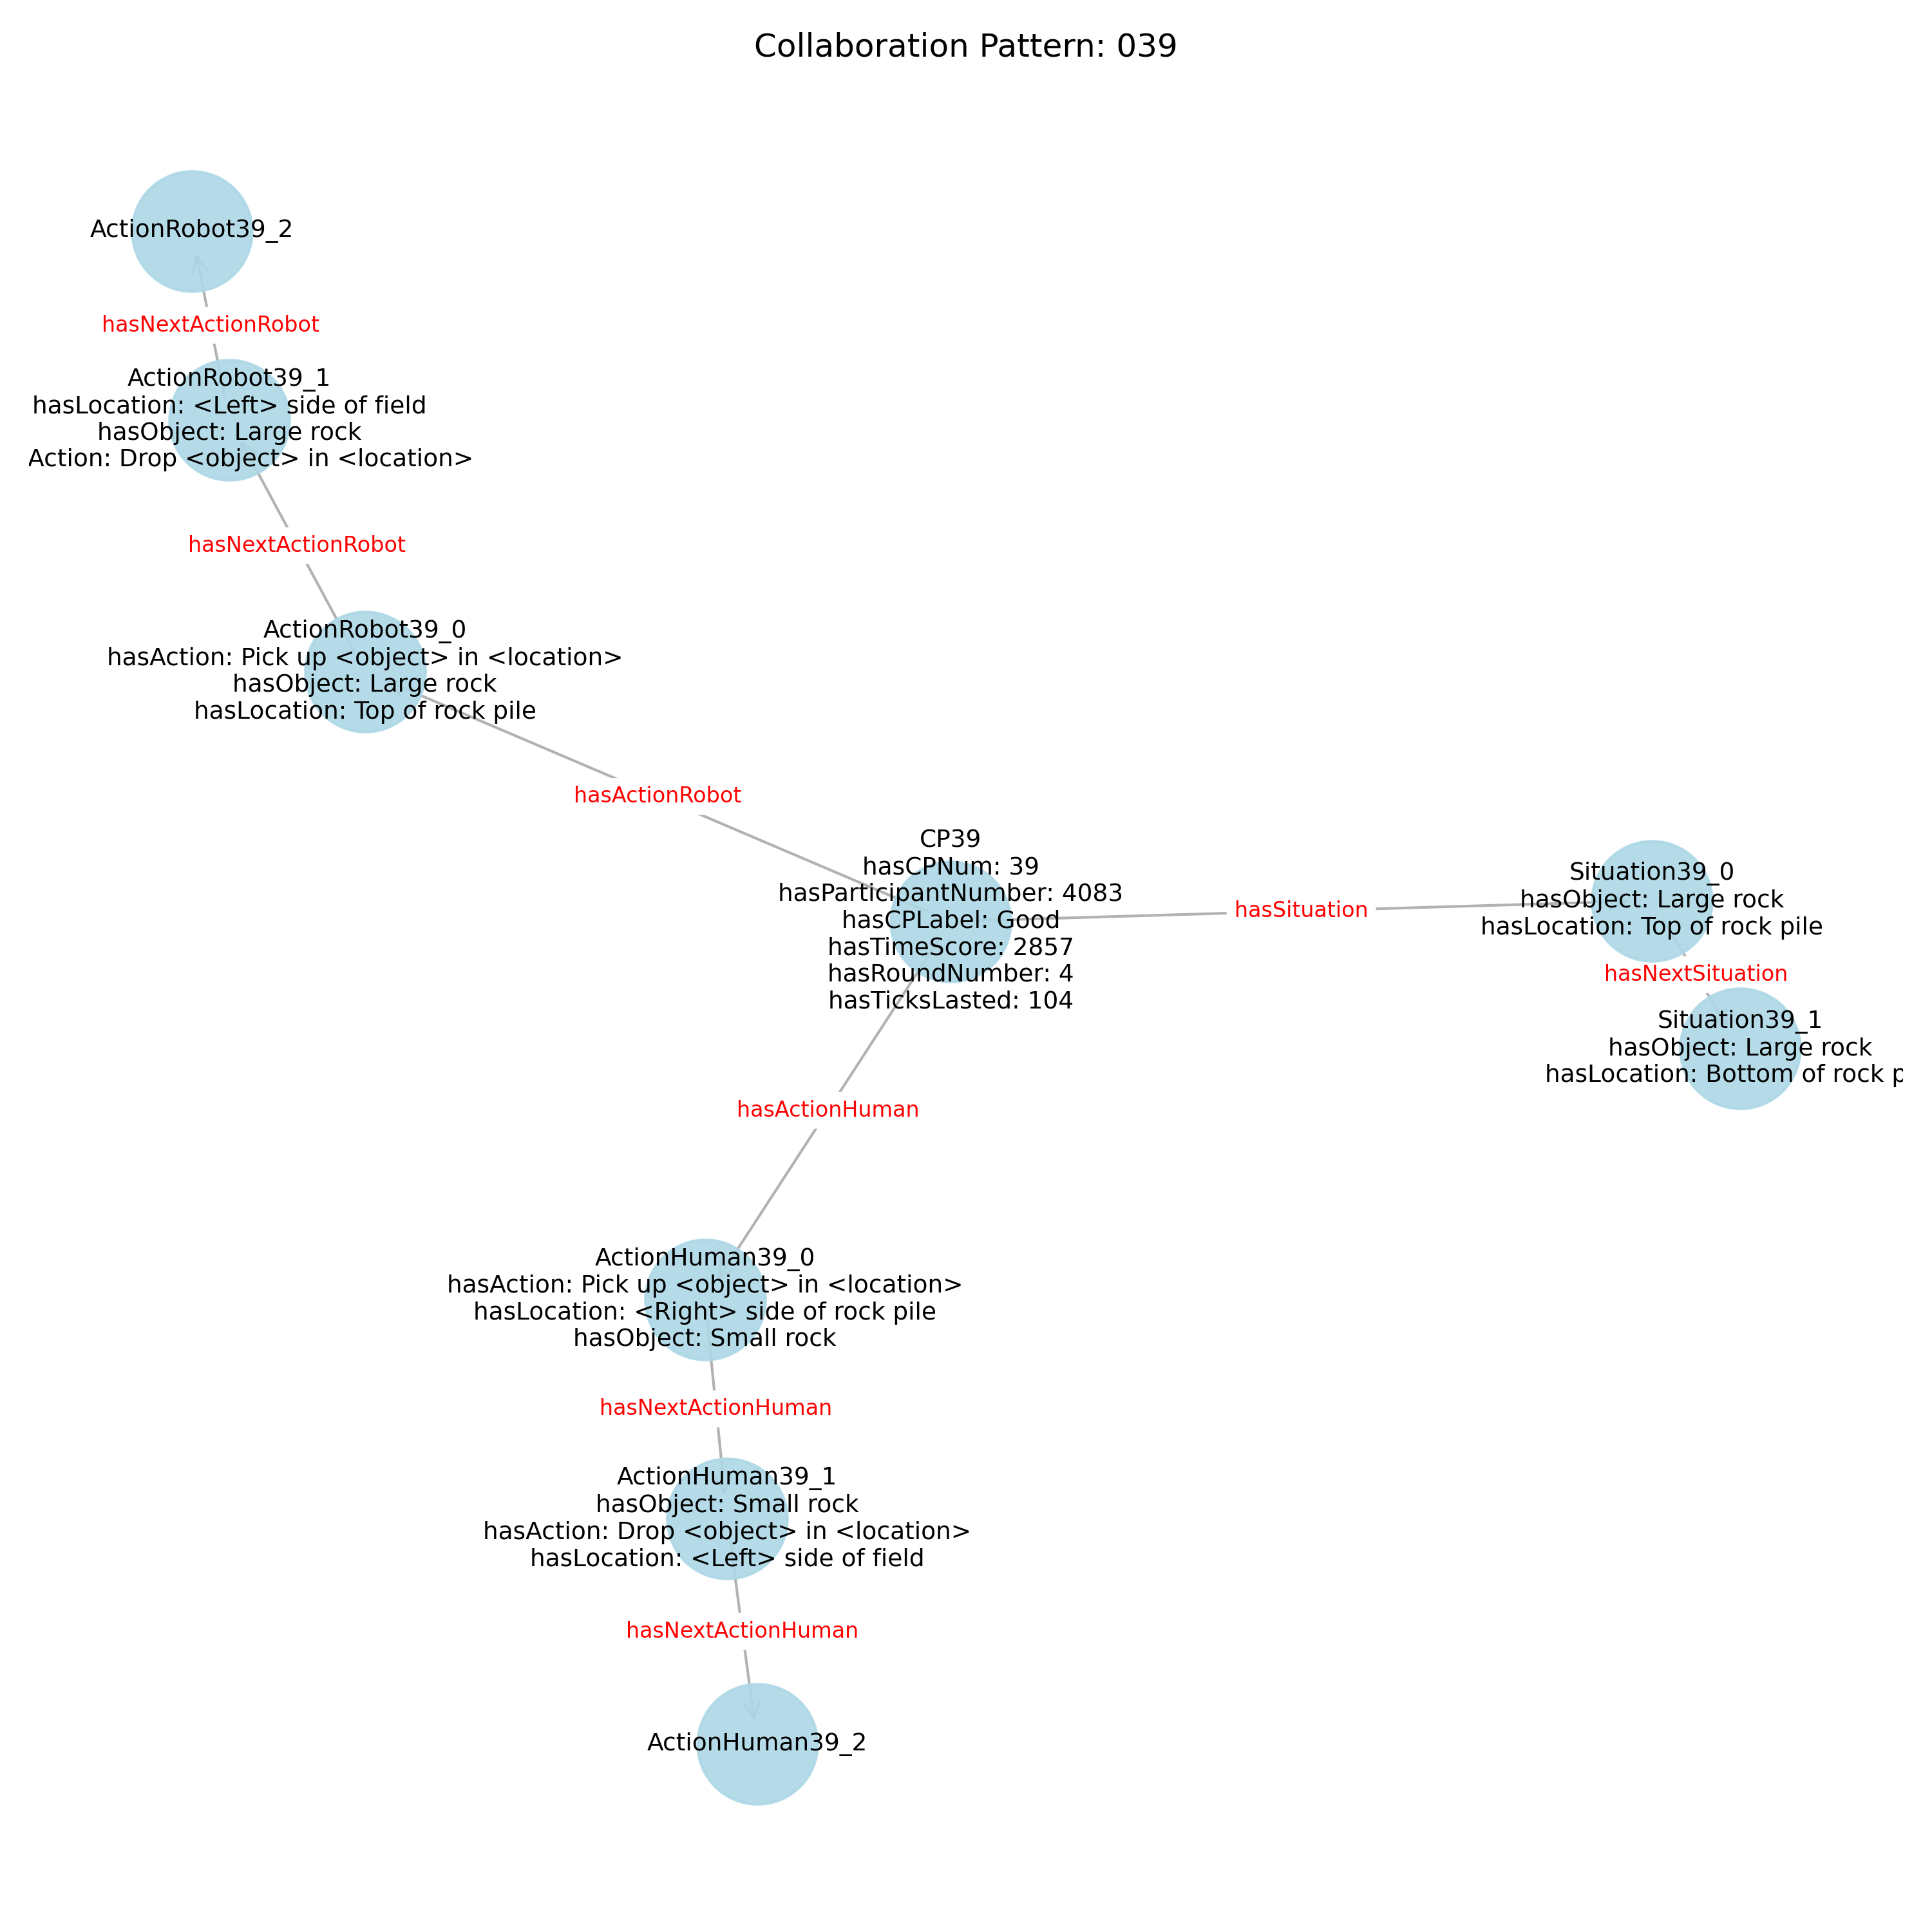 Collaboration Pattern: 039
ActionRobot39_2
hasNextActionRobot
ActionRobot39_1
hasLocation: <Left> side of field
hasObject: Large rock
Action: Drop <object> in <location>
hasNextActionRobot
ActionRobot39_0
hasAction: Pick up <object> in <location>
hasObject: Large rock
hasLocation: Top of rock pile
hasActionRobot
CP39
hasCPNum: 39
hasParticipantNumber: 4083
hasCPLabel: Good
hasTimeScore: 2857
hasRoundNumber: 4
hasTicksLasted: 104
hasSituation
Situation39_0
hasObject: Large rock
hasLocation: Top of rock pile
hasNextSituation
Situation39_1
hasObject: Large rock
hasLocation: Bottom of rock p
hasActionHuman
ActionHuman39_0
hasAction: Pick up <object> in <location>
hasLocation: <Right> side of rock pile
hasObject: Small rock
hasNextActionHuman
ActionHuman39_1
hasObject: Small rock
hasAction: Drop <object> in <location>
hasLocation: <Left> side of field
hasNextActionHuman
ActionHuman39_2